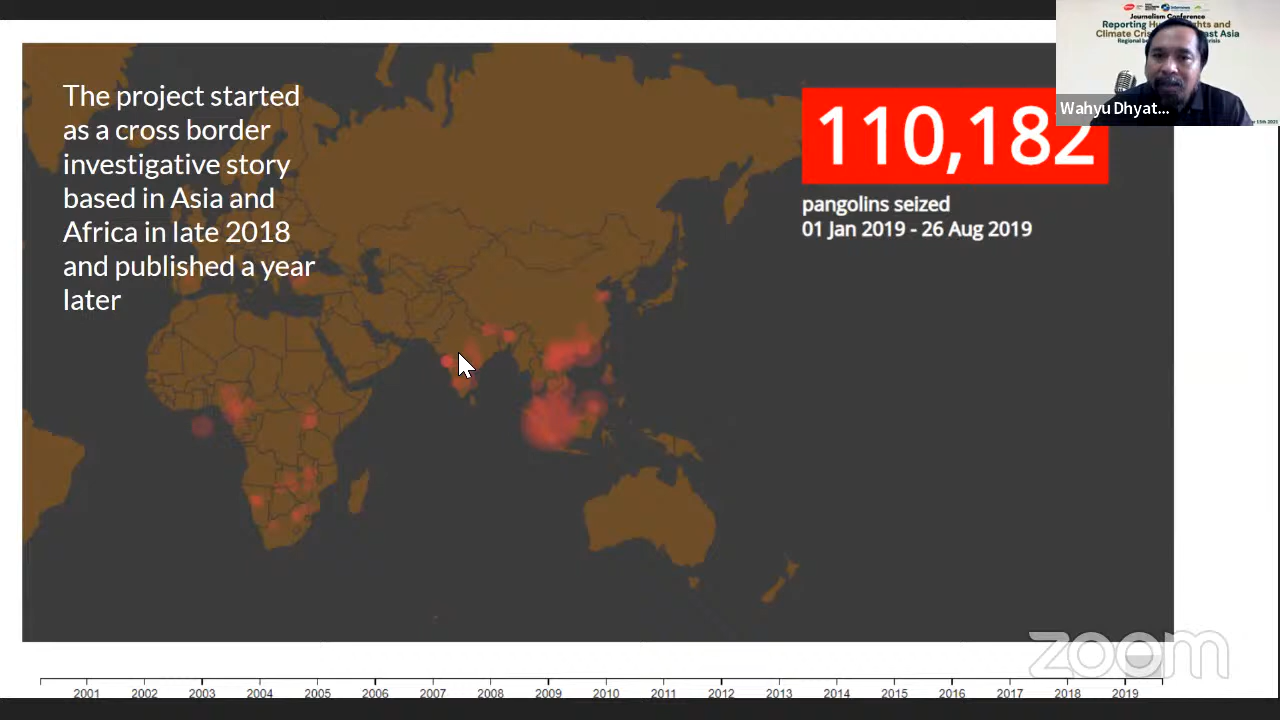 The project started
as a cross border
investigative story
based in Asia and
Africa in late 2018
and published a year
later
110,182
pangolins seized
01 Jan 2019 - 26 Aug 2019
Journalism Conference
Wahyu Dhyat...
zoom
2001 2002 2003 2004 2005 2006 2007 2008 2009 2010 2011 2012 2013 2014 2015 2016 2017 2018 2019